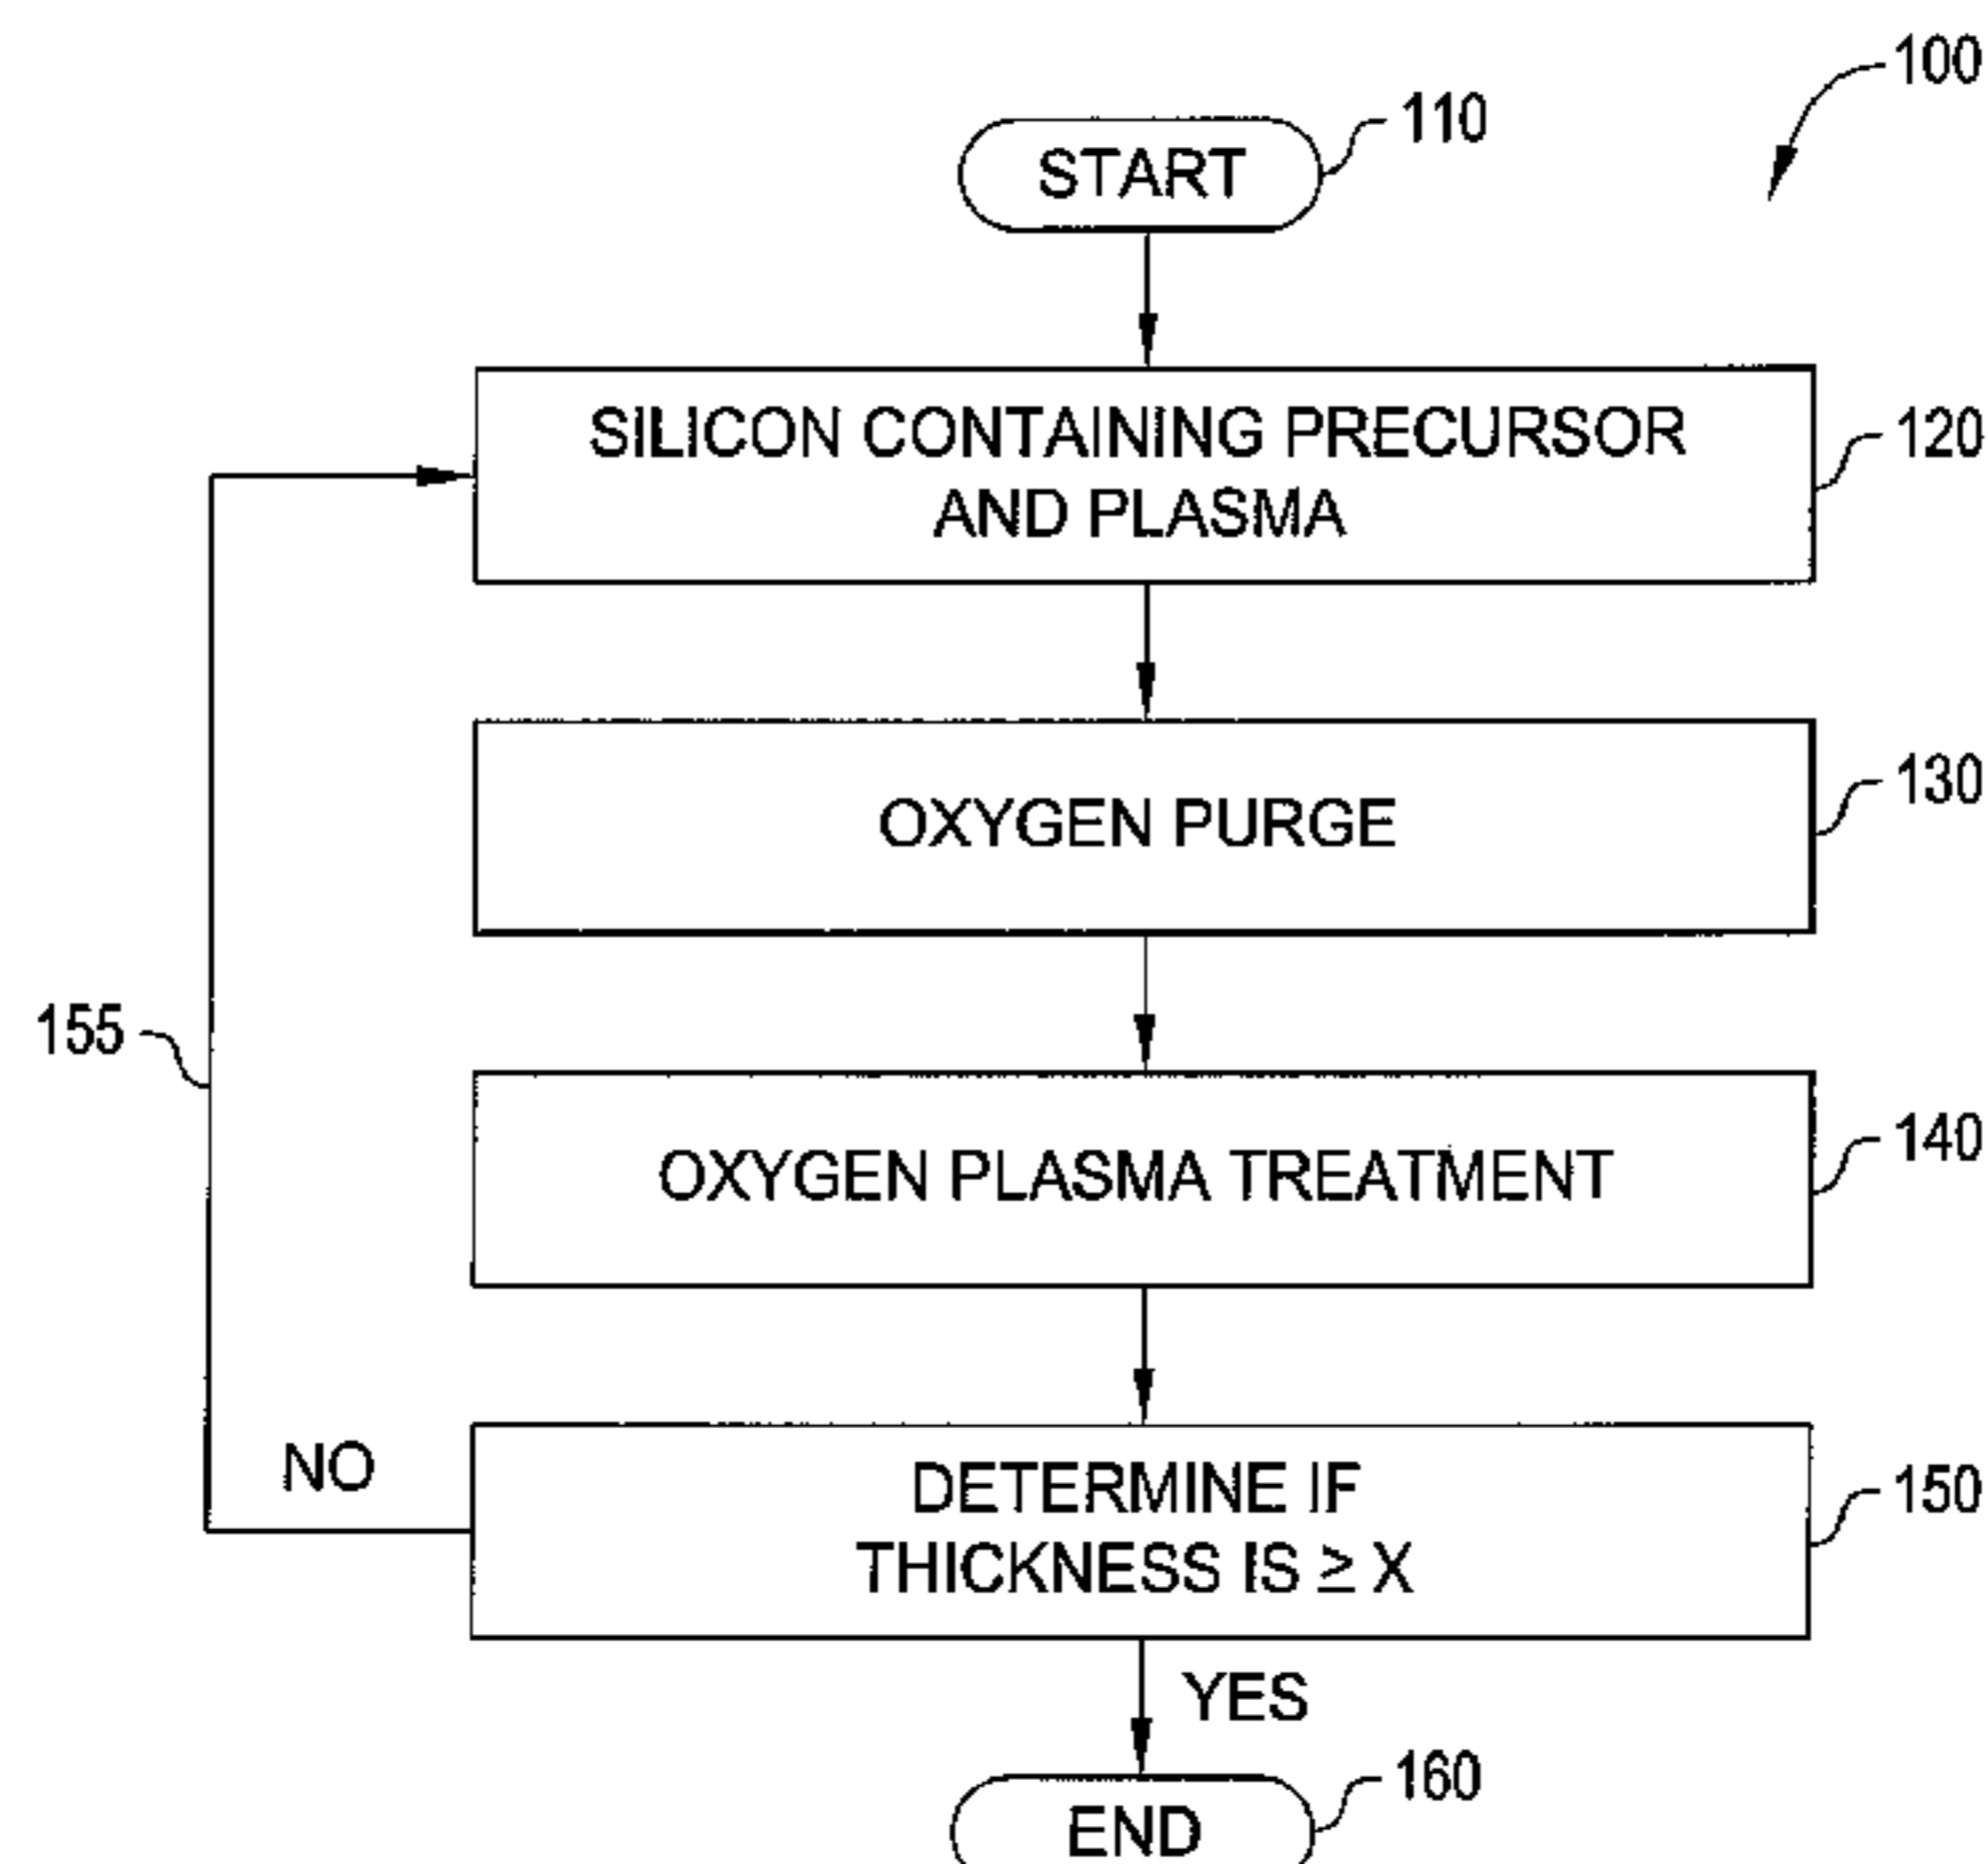 100
110
START
SILICON CONTAINING PRECURSOR
AND PLASMA
120
OXYGEN PURGE
130
155
OXYGEN PLASMA TREATMENT
140
NO
DETERMINE IF
THICKNESS IS ≥ X
150
YES
160
END